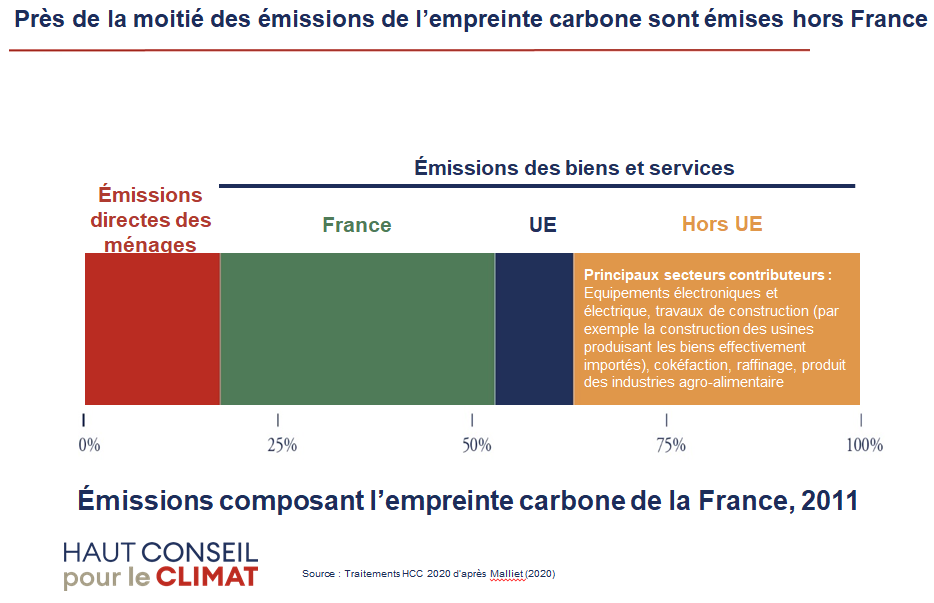 Près de la moitié des émissions de l’empreinte carbone sont émises hors France
Émissions des biens et services
Émissions
directes des
ménages
France
UE
Hors UE
Principaux secteurs contributeurs :
Equipements électroniques et
électrique, travaux de construction (par
exemple la construction des usines
produisant les biens effectivement
importés), cokéfaction, raffinage, produit
des industries agro-alimentaire
0%
25%
50%
75%
100%
Émissions composant l’empreinte carbone de la France, 2011
HAUT CONSEIL
pour le CLIMAT
Source : Traitements HCC 2020 d'après Malliet (2020)